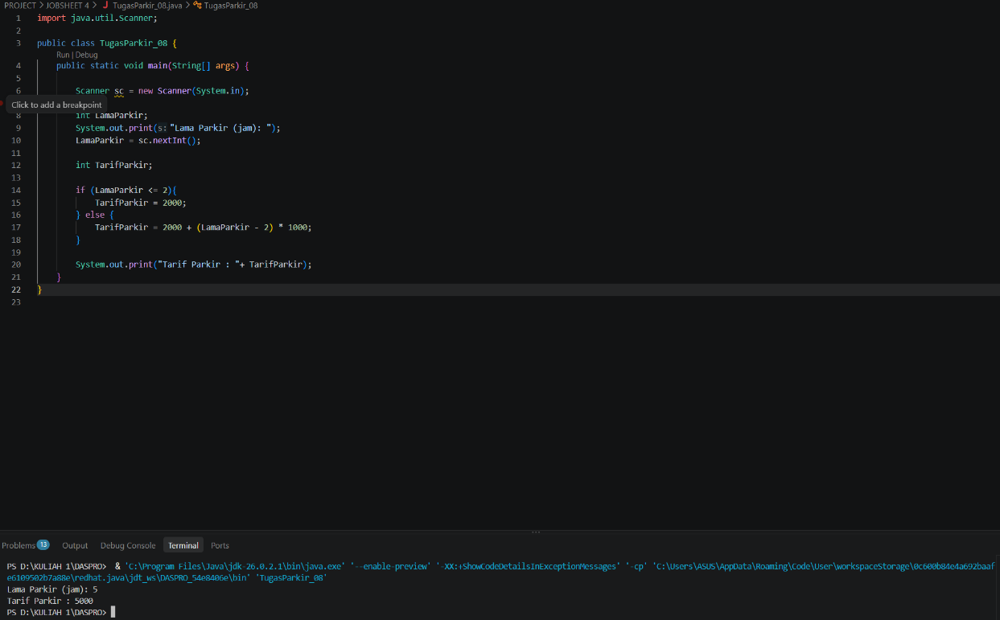 PROJECT > JOBSHEET 4 > J TugasParkir_08.java > TugasParkir_08
1 import java.util.Scanner;
2
3 public class TugasParkir_08 {
Run | Debug
4 public static void main(String[] args) {
5
6 Scanner sc = new Scanner(System.in);
Click to add a breakpoint
8 int LamaParkir;
9 System.out.print(s: "Lama Parkir (jam): ");
10 LamaParkir = sc.nextInt();
11
12 int TarifParkir;
13
14 if (LamaParkir <= 2){
15 TarifParkir = 2000;
16 } else {
17 TarifParkir = 2000 + (LamaParkir - 2) * 1000;
18 }
19
20 System.out.print("Tarif Parkir : "+ TarifParkir);
21 }
22 }
23
Problems 13 Output Debug Console Terminal Ports
PS D:\KULIAH 1\DASPRO> & 'C:\Program Files\Java\jdk-26.0.2.1\bin\java.exe' '--enable-preview' '-XX:+ShowCodeDetailsInExceptionMessages' '-cp' 'C:\Users\ASUS\AppData\Roaming\Code\User\workspaceStorage\0c600b84e4a692baaf
e6109502b7a88e\redhat.java\jdt_ws\DASPRO_54e8406e\bin' 'TugasParkir_08'
Lama Parkir (jam): 5
Tarif Parkir : 5000
PS D:\KULIAH 1\DASPRO>